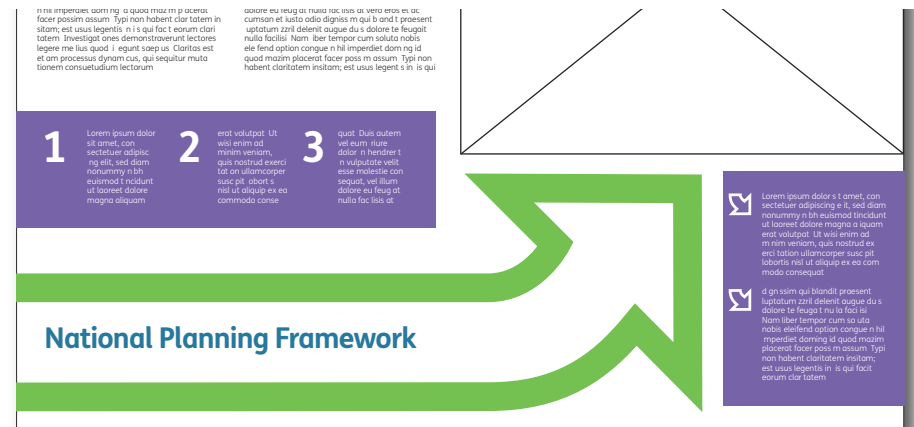 n hil imperdiet dom ng d quod maz m p acerat
facer possim assum Typi non habent clar tatem in
sitam; est usus legentis n i s qui fac t eorum clari
tatem Investigat ones demonstraverunt lectores
legere me lius quod i egunt saep us Claritas est
et am processus dynam cus, qui sequitur muta
tionem consuetudium lectorum
dolore eu feug at nulla fac lisis at vero eros et ac
cumsan et iusto odio digniss m qui b and t praesent
uptatum zzril delenit augue du s dolore te feugait
nulla facilisi Nam iber tempor cum soluta nobis
ele fend option congue n hil imperdiet dom ng id
quod mazim placerat facer poss m assum Typi non
habent claritatem insitam; est usus legent s in is qui
1
Lorem ipsum dolor
sit amet, con
sectetuer adipisc
ng elit, sed diam
nonummy n bh
euismod t ncidunt
ut laoreet dolore
magna aliquam
2
erat volutpat Ut
wisi enim ad
minim veniam,
quis nostrud exerci
tat on ullamcorper
susc pit obort s
nisl ut aliquip ex ea
commodo conse
3
quat Duis autem
vel eum riure
dolor n hendrer t
n vulputate velit
esse molestie con
sequat, vel illum
dolore eu feug at
nulla fac lisis at
National Planning Framework
Lorem ipsum dolor s t amet, con
sectetuer adipiscing e it, sed diam
nonummy n bh euismod tincidunt
ut laoreet dolore magna a iquam
erat volutpat Ut wisi enim ad
m nim veniam, quis nostrud ex
erci tation ullamcorper susc pit
lobortis nisl ut aliquip ex ea com
modo consequat
d gn ssim qui blandit praesent
luptatum zzril delenit augue du s
dolore te feuga t nu la faci isi
Nam liber tempor cum so uta
nobis eleifend option congue n hil
imperdiet doming id quod mazim
placerat facer poss m assum Typi
non habent claritatem insitam;
est usus legentis in is qui facit
eorum clar tatem